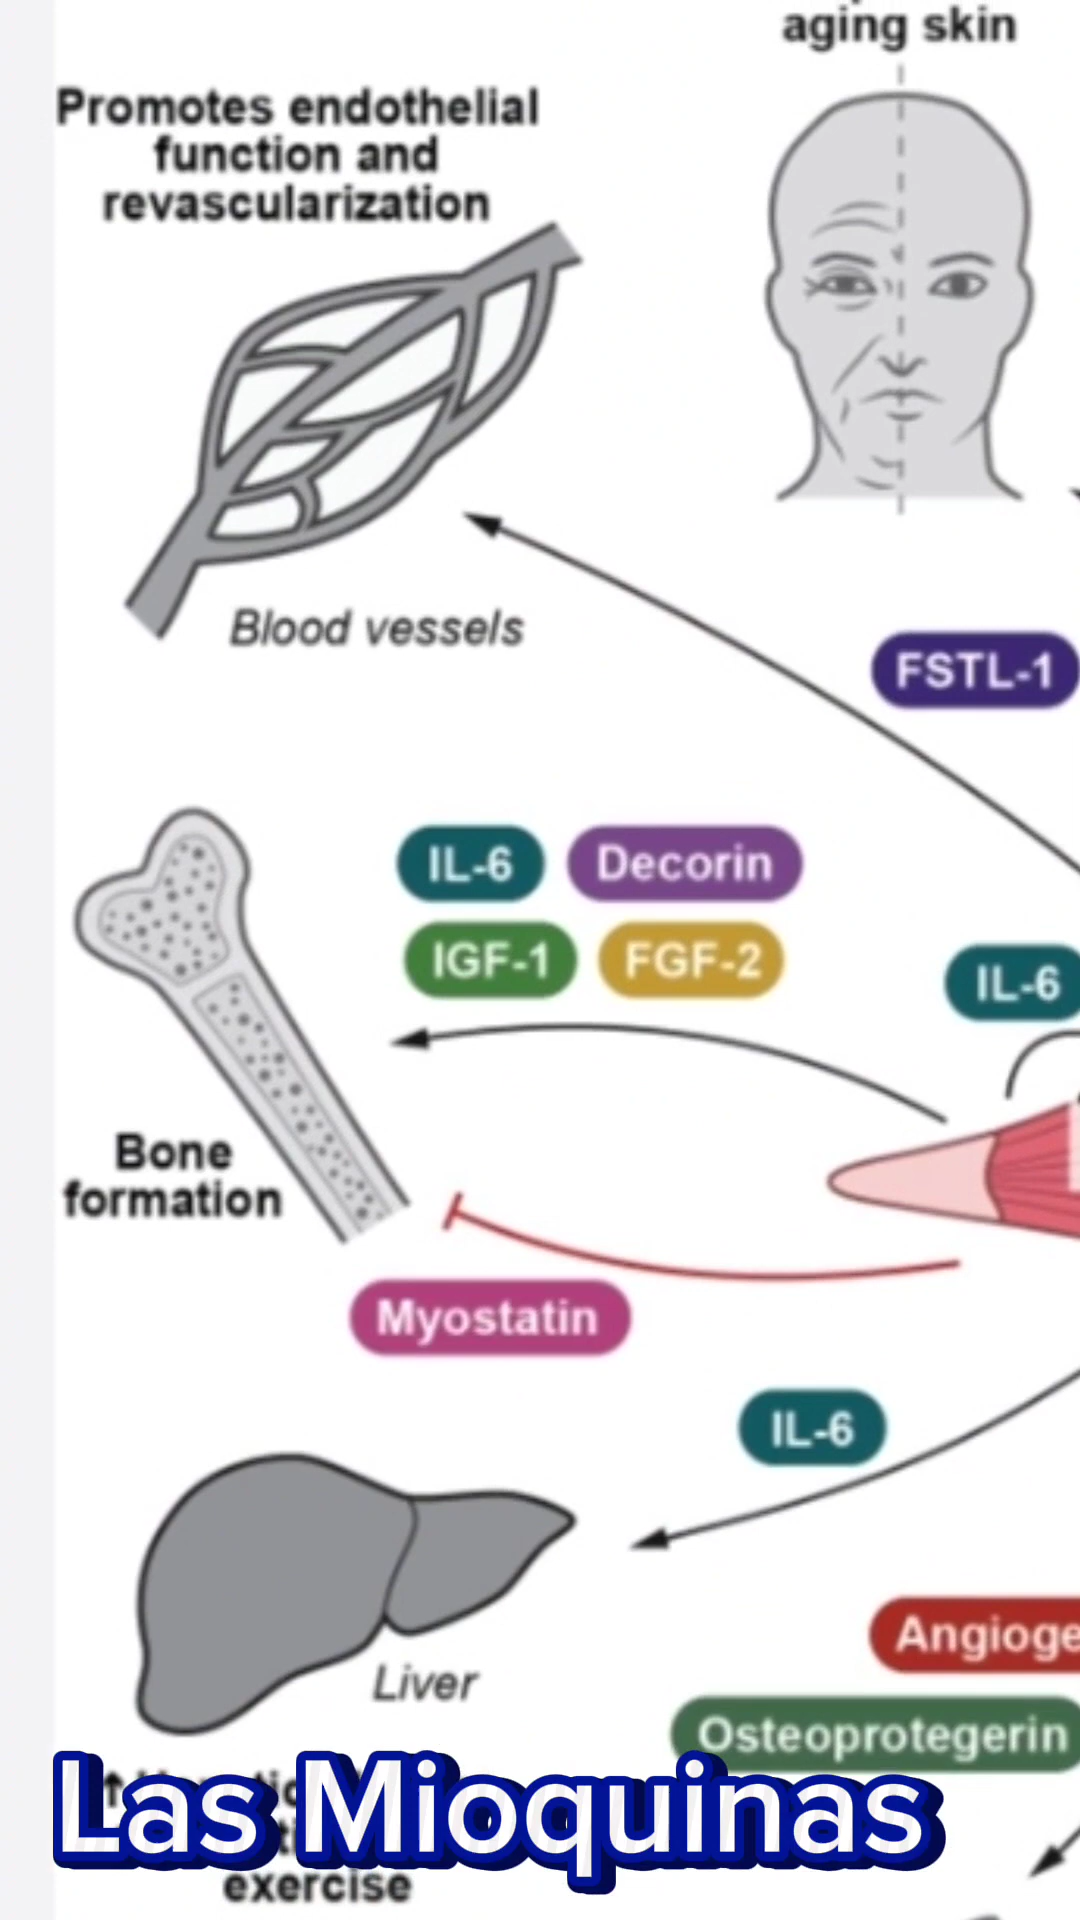 aging skin
Promotes endothelial
function and
revascularization
Blood vessels
FSTL-1
IL-6 Decorin
IGF-1 FGF-2
IL-6
Bone
formation
Myostatin
IL-6
Liver
Angioge
Osteoprotegerin
Las Mioquinas
exercise